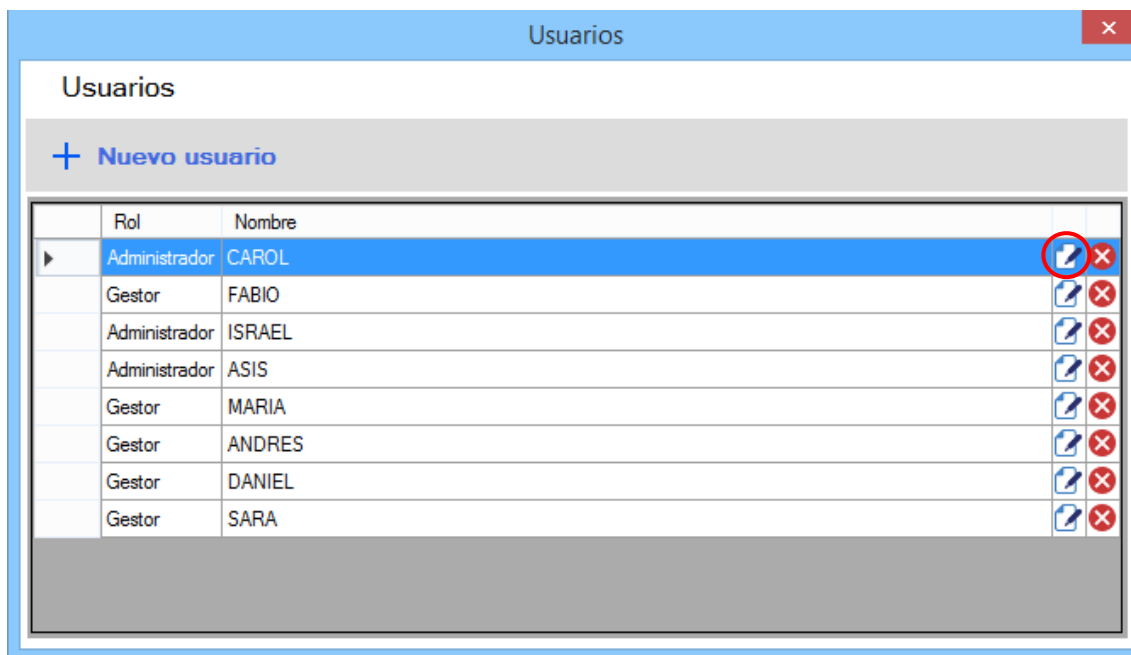 Usuarios
Usuarios
Nuevo usuario
Rol Nombre
Administrador CAROL
Gestor FABIO
Administrador ISRAEL
Administrador ASIS
Gestor MARIA
Gestor ANDRES
Gestor DANIEL
Gestor SARA